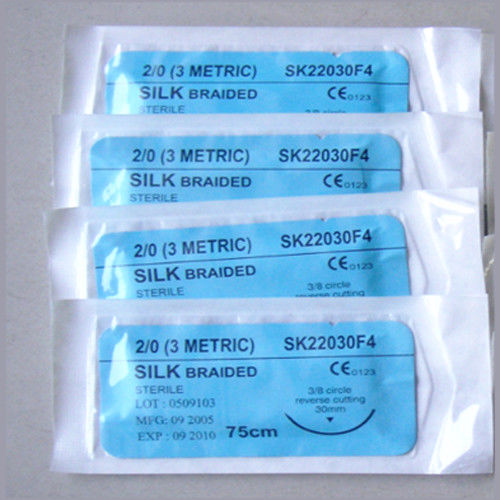 2/0 (3 METRIC) SK22030F4
SILK BRAIDED CE0123
STERILE
2/0 (3 METRIC) SK22030F4
SILK BRAIDED CE0123
STERILE
2/0 (3 METRIC) SK22030F4
SILK BRAIDED CE0123
STERILE 3/8 circle
reverse cutting
2/0 (3 METRIC) SK22030F4
SILK BRAIDED CE0123
STERILE 3/8 circle
LOT : 0509103 reverse cutting
30mm
MFG: 09 2005
EXP : 09 2010 75cm